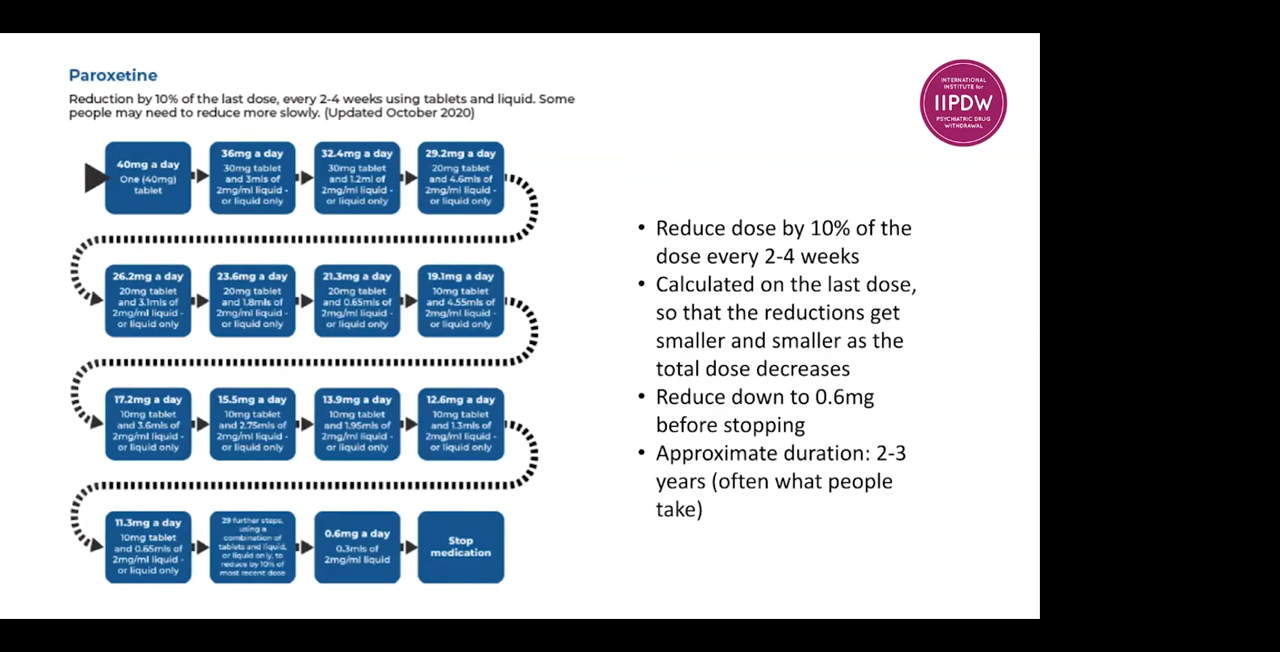 Paroxetine
Reduction by 10% of the last dose, every 2-4 weeks using tablets and liquid. Some
people may need to reduce more slowly. (Updated October 2020)
INTERNATIONAL
INSTITUTE for
IIPDW
PSYCHIATRIC DRUG
WITHDRAWAL
40mg a day
One (40mg)
tablet
36mg a day
30mg tablet
and 3mls of
2mg/ml liquid -
or liquid only
32.4mg a day
30mg tablet
and 1.2ml of
2mg/ml liquid -
or liquid only
29.2mg a day
20mg tablet
and 4.6mls of
2mg/ml liquid -
or liquid only
26.2mg a day
20mg tablet
and 3.1mls of
2mg/ml liquid -
or liquid only
23.6mg a day
20mg tablet
and 1.8mls of
2mg/ml liquid -
or liquid only
21.3mg a day
20mg tablet
and 0.65mls of
2mg/ml liquid -
or liquid only
19.1mg a day
10mg tablet
and 4.55mls of
2mg/ml liquid -
or liquid only
17.2mg a day
10mg tablet
and 3.6mls of
2mg/ml liquid -
or liquid only
15.5mg a day
10mg tablet
and 2.75mls of
2mg/ml liquid -
or liquid only
13.9mg a day
10mg tablet
and 1.95mls of
2mg/ml liquid -
or liquid only
12.6mg a day
10mg tablet
and 1.3mls of
2mg/ml liquid -
or liquid only
11.3mg a day
10mg tablet
and 0.65mls of
2mg/ml liquid -
or liquid only
29 further steps,
using a
combination of
tablets and liquid,
or liquid only, to
reduce by 10% of
most recent dose
0.6mg a day
0.3mls of
2mg/ml liquid
Stop
medication
• Reduce dose by 10% of the
dose every 2-4 weeks
• Calculated on the last dose,
so that the reductions get
smaller and smaller as the
total dose decreases
• Reduce down to 0.6mg
before stopping
• Approximate duration: 2-3
years (often what people
take)